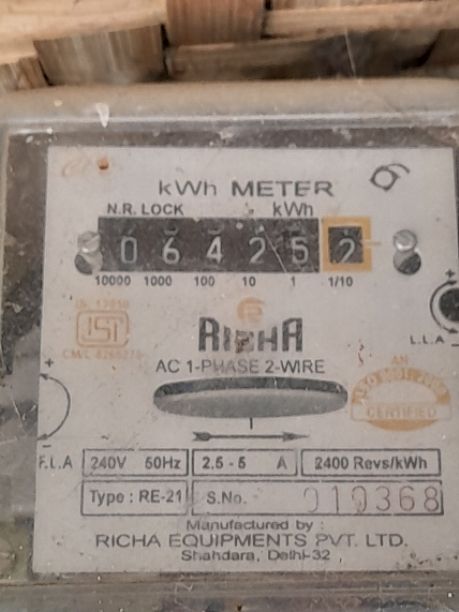 kWh METER
N.R. LOCK kWh
0 6 4 2 5 2
10000 1000 100 10 1 1/10
ISI
RICHA
L.L.A
AC 1-PHASE 2-WIRE
AN
CERTIFIED
F.L.A 240V 50Hz 2.5 - 5 A 2400 Revs/kWh
Type : RE-21 S.No. 010368
Manufactured by :
RICHA EQUIPMENTS PVT. LTD.
Shahdara, Delhi-32